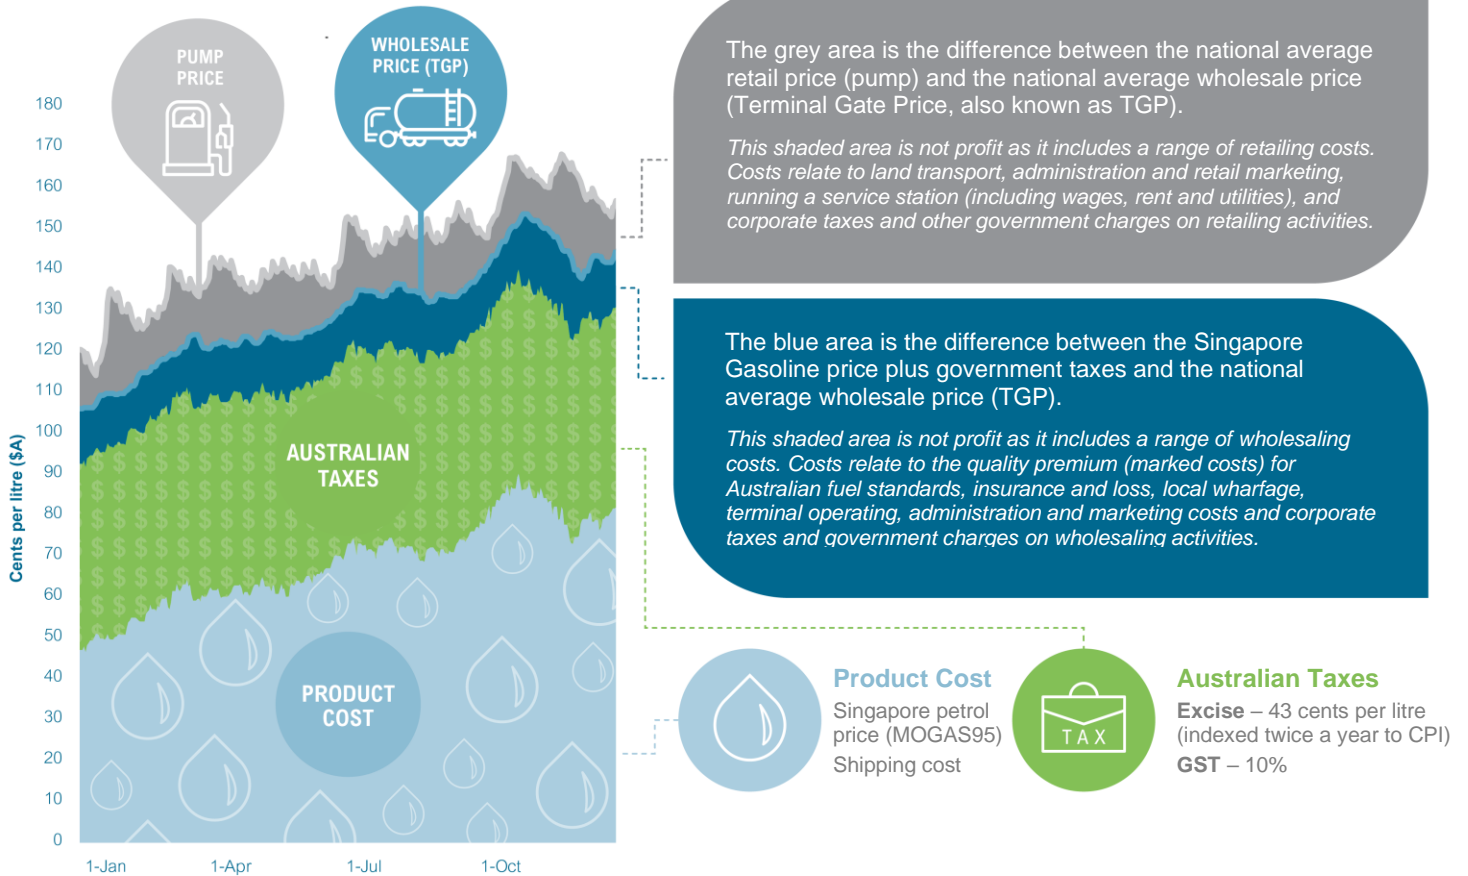 PUMP
PRICE
WHOLESALE
PRICE (TGP)
Cents per litre ($A)
180
170
160
150
140
130
120
110
100
90
80
70
60
50
40
30
20
10
0
1-Jan
1-Apr
1-Jul
1-Oct
AUSTRALIAN
TAXES
PRODUCT
COST
The grey area is the difference between the national average
retail price (pump) and the national average wholesale price
(Terminal Gate Price, also known as TGP).
This shaded area is not profit as it includes a range of retailing costs.
Costs relate to land transport, administration and retail marketing,
running a service station (including wages, rent and utilities), and
corporate taxes and other government charges on retailing activities.
The blue area is the difference between the Singapore
Gasoline price plus government taxes and the national
average wholesale price (TGP).
This shaded area is not profit as it includes a range of wholesaling
costs. Costs relate to the quality premium (marked costs) for
Australian fuel standards, insurance and loss, local wharfage,
terminal operating, administration and marketing costs and corporate
taxes and government charges on wholesaling activities.
Product Cost
Singapore petrol
price (MOGAS95)
Shipping cost
TAX
Australian Taxes
Excise – 43 cents per litre
(indexed twice a year to CPI)
GST – 10%